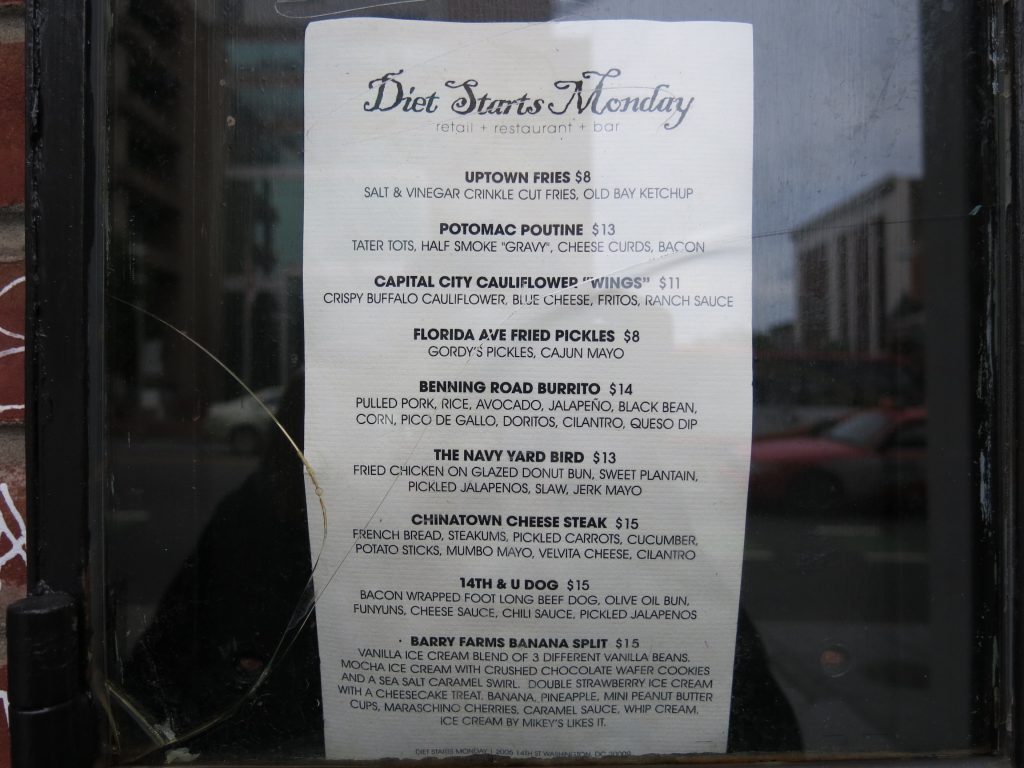 Diet Starts Monday
retail + restaurant + bar
UPTOWN FRIES $8
SALT & VINEGAR CRINKLE CUT FRIES, OLD BAY KETCHUP
POTOMAC POUTINE $13
TATER TOTS, HALF SMOKE "GRAVY", CHEESE CURDS, BACON
CAPITAL CITY CAULIFLOWER "WINGS" $11
CRISPY BUFFALO CAULIFLOWER, BLUE CHEESE, FRITOS, RANCH SAUCE
FLORIDA AVE FRIED PICKLES $8
GORDY'S PICKLES, CAJUN MAYO
BENNING ROAD BURRITO $14
PULLED PORK, RICE, AVOCADO, JALAPEÑO, BLACK BEAN,
CORN, PICO DE GALLO, DORITOS, CILANTRO, QUESO DIP
THE NAVY YARD BIRD $13
FRIED CHICKEN ON GLAZED DONUT BUN, SWEET PLANTAIN,
PICKLED JALAPENOS, SLAW, JERK MAYO
CHINATOWN CHEESE STEAK $15
FRENCH BREAD, STEAKUMS, PICKLED CARROTS, CUCUMBER,
POTATO STICKS, MUMBO MAYO, VELVITA CHEESE, CILANTRO
14TH & U DOG $15
BACON WRAPPED FOOT LONG BEEF DOG, OLIVE OIL BUN,
FUNYUNS, CHEESE SAUCE, CHILI SAUCE, PICKLED JALAPENOS
BARRY FARMS BANANA SPLIT $15
VANILLA ICE CREAM BLEND OF 3 DIFFERENT VANILLA BEANS.
MOCHA ICE CREAM WITH CRUSHED CHOCOLATE WAFER COOKIES
AND A SEA SALT CARAMEL SWIRL. DOUBLE STRAWBERRY ICE CREAM
WITH A CHEESECAKE TREAT. BANANA, PINEAPPLE, MINI PEANUT BUTTER
CUPS, MARASCHINO CHERRIES, CARAMEL SAUCE, WHIP CREAM.
ICE CREAM BY MIKEY'S LIKES IT.
DIET STARTS MONDAY | 2005 14TH ST WASHINGTON, DC 20009